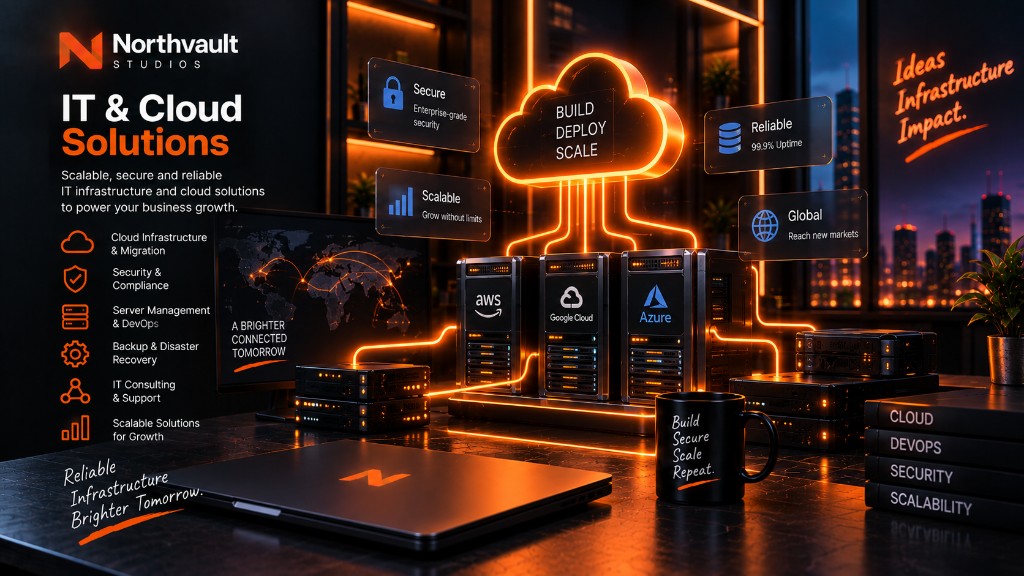 Northvault
STUDIOS
IT & Cloud
Solutions
Scalable, secure and reliable
IT infrastructure and cloud solutions
to power your business growth.
Cloud Infrastructure
& Migration
Security &
Compliance
Server Management
& DevOps
Backup & Disaster
Recovery
IT Consulting
& Support
Scalable Solutions
for Growth
Reliable
Infrastructure
Brighter Tomorrow.
A BRIGHTER
CONNECTED
TOMORROW
Secure
Enterprise-grade
security
Scalable
Grow without limits
BUILD
DEPLOY
SCALE
Reliable
99.9% Uptime
Global
Reach new markets
aws
Google Cloud
Azure
Ideas
Infrastructure
Impact.
Build
Secure
Scale
Repeat.
CLOUD
DEVOPS
SECURITY
SCALABILITY